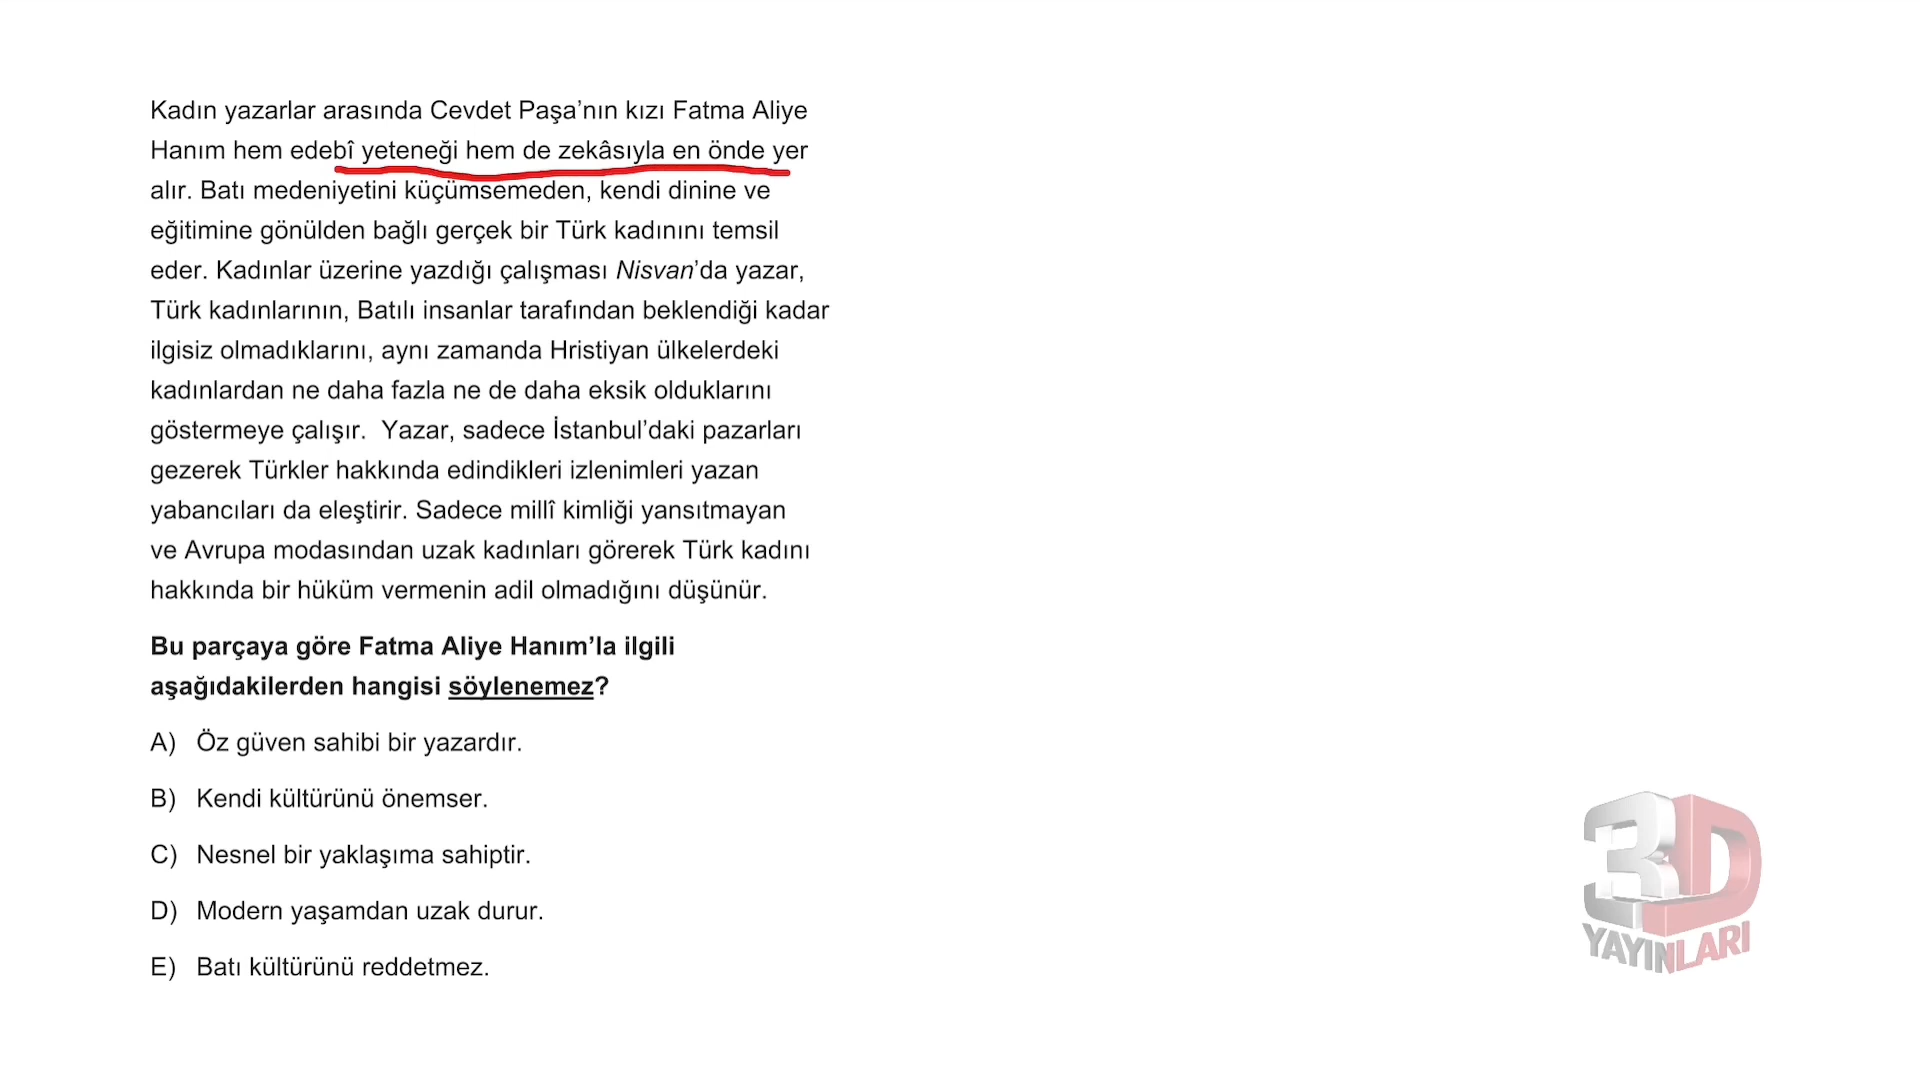 Kadın yazarlar arasında Cevdet Paşa’nın kızı Fatma Aliye
Hanım hem edebî yeteneği hem de zekâsıyla en önde yer
alır. Batı medeniyetini küçümsemeden, kendi dinine ve
eğitimine gönülden bağlı gerçek bir Türk kadınını temsil
eder. Kadınlar üzerine yazdığı çalışması Nisvan’da yazar,
Türk kadınlarının, Batılı insanlar tarafından beklendiği kadar
ilgisiz olmadıklarını, aynı zamanda Hristiyan ülkelerdeki
kadınlardan ne daha fazla ne de daha eksik olduklarını
göstermeye çalışır. Yazar, sadece İstanbul’daki pazarları
gezerek Türkler hakkında edindikleri izlenimleri yazan
yabancıları da eleştirir. Sadece millî kimliği yansıtmayan
ve Avrupa modasından uzak kadınları görerek Türk kadını
hakkında bir hüküm vermenin adil olmadığını düşünür.
Bu parçaya göre Fatma Aliye Hanım’la ilgili
aşağıdakilerden hangisi söylenemez?
A) Öz güven sahibi bir yazardır.
B) Kendi kültürünü önemser.
C) Nesnel bir yaklaşıma sahiptir.
D) Modern yaşamdan uzak durur.
E) Batı kültürünü reddetmez.
3D
YAYINLARI